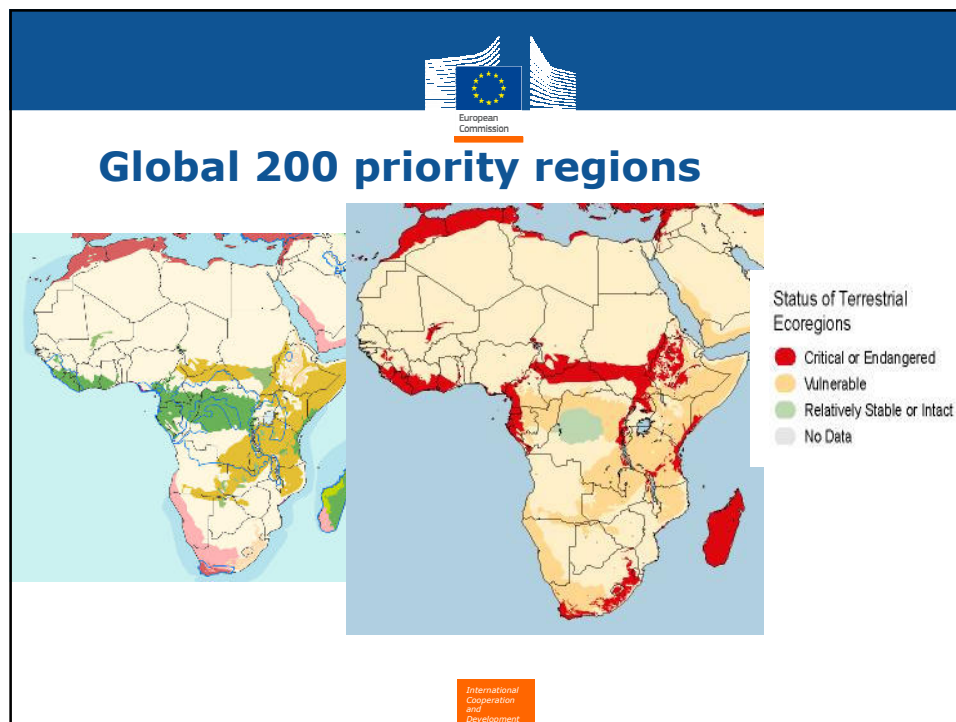 European
Commission
Global 200 priority regions
Status of Terrestrial
Ecoregions
Critical or Endangered
Vulnerable
Relatively Stable or Intact
No Data
International
Cooperation
and
Development